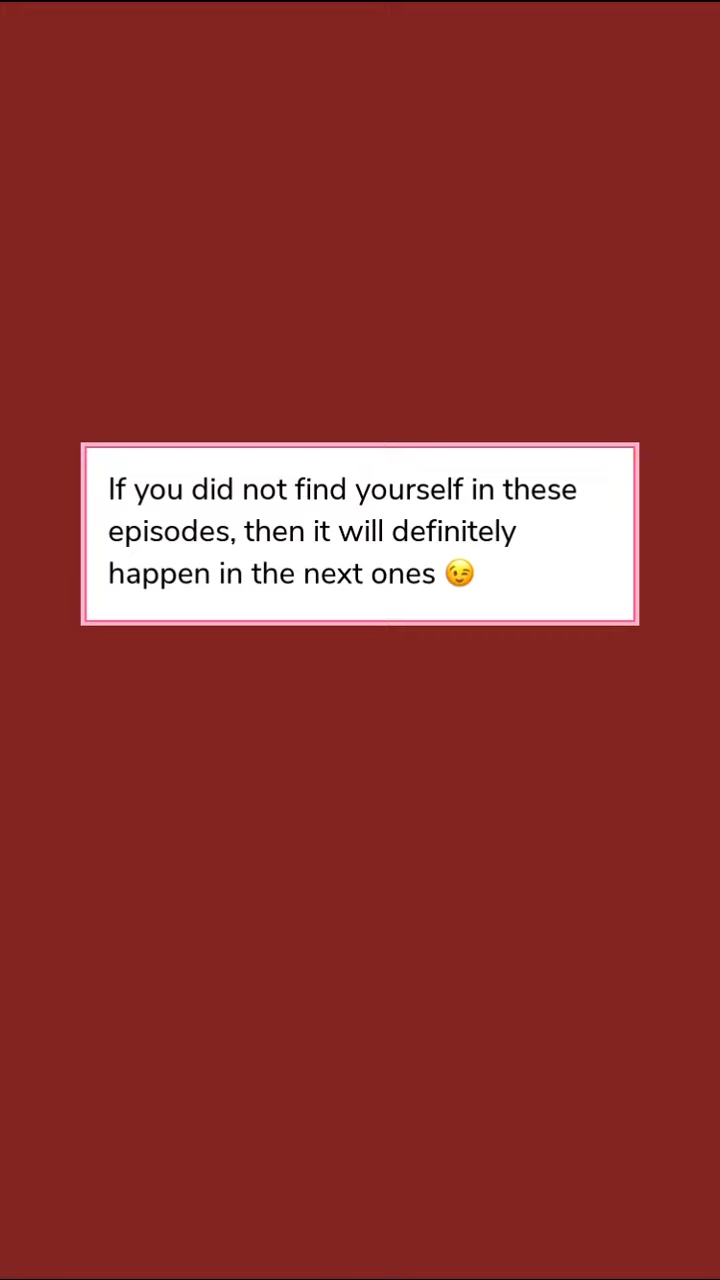 If you did not find yourself in these
episodes, then it will definitely
happen in the next ones 😉